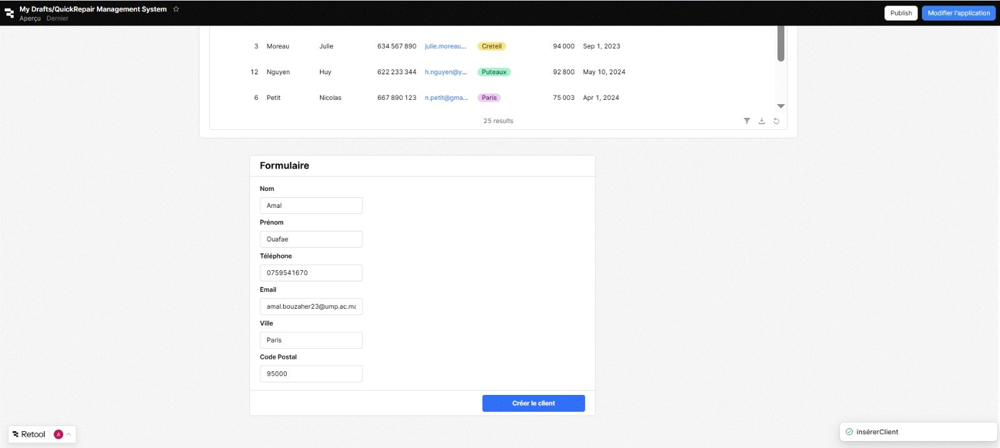 My Drafts/QuickRepair Management System
Aperçu Dernier
Publish
Modifier l'application
3 Moreau Julie 634 567 890 julie.moreau... Creteil 94 000 Sep 1, 2023
12 Nguyen Huy 622 233 344 h.nguyen@y... Puteaux 92 800 May 10, 2024
6 Petit Nicolas 667 890 123 n.petit@gma... Paris 75 003 Apr 1, 2024
25 results
Formulaire
Nom
Amal
Prénom
Ouafae
Téléphone
0759541670
Email
amal.bouzaher23@ump.ac.ma
Ville
Paris
Code Postal
95000
Créer le client
Retool A
insérerClient